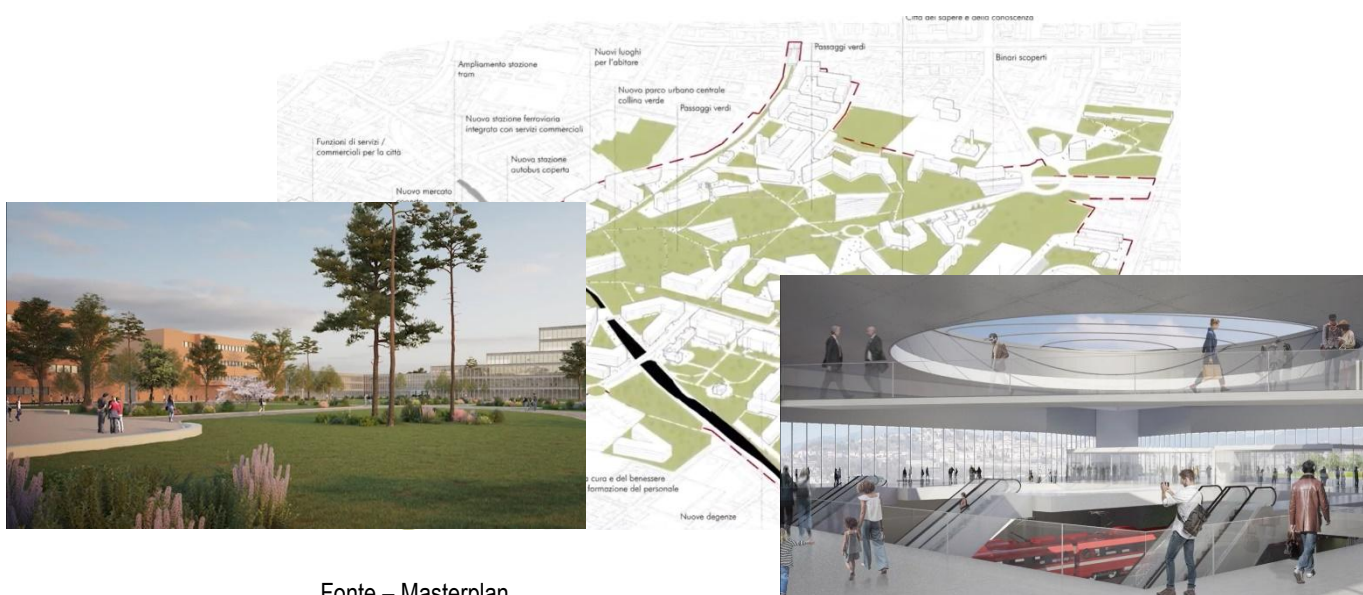 Città del sapere e della conoscenza
Passaggi verdi
Nuovi luoghi
per l'abitare
Binari scoperti
Ampliamento stazione
tram
Nuovo parco urbano centrale
collina verde
Passaggi verdi
Nuova stazione ferroviaria
integrata con servizi commerciali
Funzioni di servizi /
commerciali per la città
Nuova stazione
autobus coperta
Nuovo mercato
cura e del benessere
formazione del personale
Nuove degenze
Fonte – Masterplan